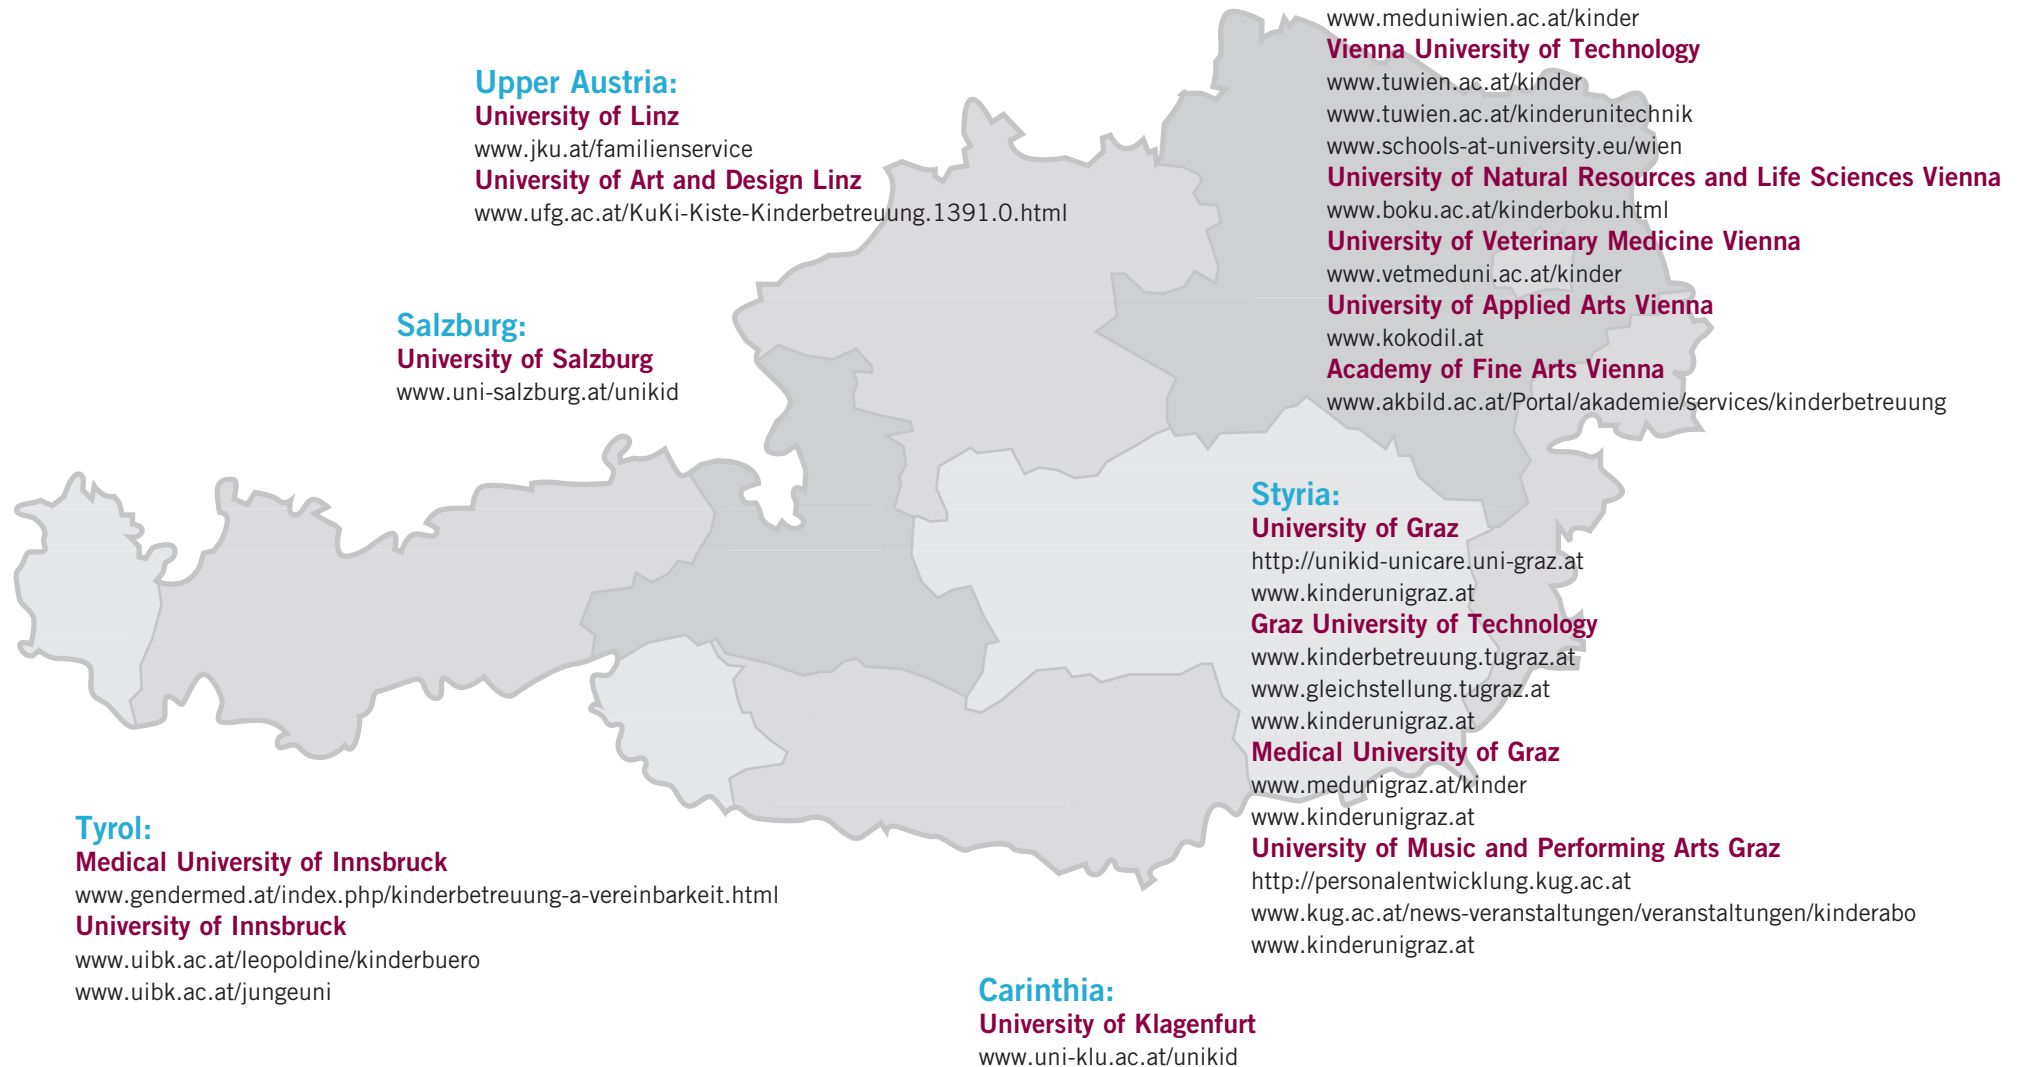 www.meduniwien.ac.at/kinder
Vienna University of Technology
www.tuwien.ac.at/kinder
www.tuwien.ac.at/kinderunitechnik
www.schools-at-university.eu/wien
University of Natural Resources and Life Sciences Vienna
www.boku.ac.at/kinderboku.html
University of Veterinary Medicine Vienna
www.vetmeduni.ac.at/kinder
University of Applied Arts Vienna
www.kokodil.at
Academy of Fine Arts Vienna
www.akbild.ac.at/Portal/akademie/services/kinderbetreuung
Upper Austria:
University of Linz
www.jku.at/familienservice
University of Art and Design Linz
www.ufg.ac.at/KuKi-Kiste-Kinderbetreuung.1391.0.html
Salzburg:
University of Salzburg
www.uni-salzburg.at/unikid
Styria:
University of Graz
http://unikid-unicare.uni-graz.at
www.kinderunigraz.at
Graz University of Technology
www.kinderbetreuung.tugraz.at
www.gleichstellung.tugraz.at
www.kinderunigraz.at
Medical University of Graz
www.medunigraz.at/kinder
www.kinderunigraz.at
University of Music and Performing Arts Graz
http://personalentwicklung.kug.ac.at
www.kug.ac.at/news-veranstaltungen/veranstaltungen/kinderabo
www.kinderunigraz.at
Tyrol:
Medical University of Innsbruck
www.gendermed.at/index.php/kinderbetreuung-a-vereinbarkeit.html
University of Innsbruck
www.uibk.ac.at/leopoldine/kinderbuero
www.uibk.ac.at/jungeuni
Carinthia:
University of Klagenfurt
www.uni-klu.ac.at/unikid